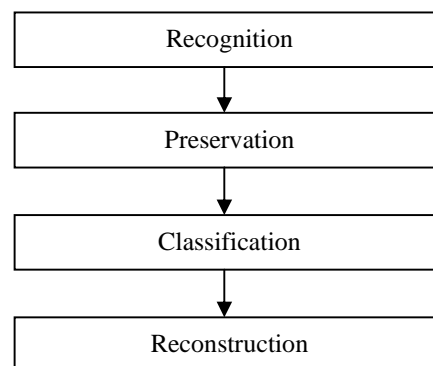 Recognition
Preservation
Classification
Reconstruction